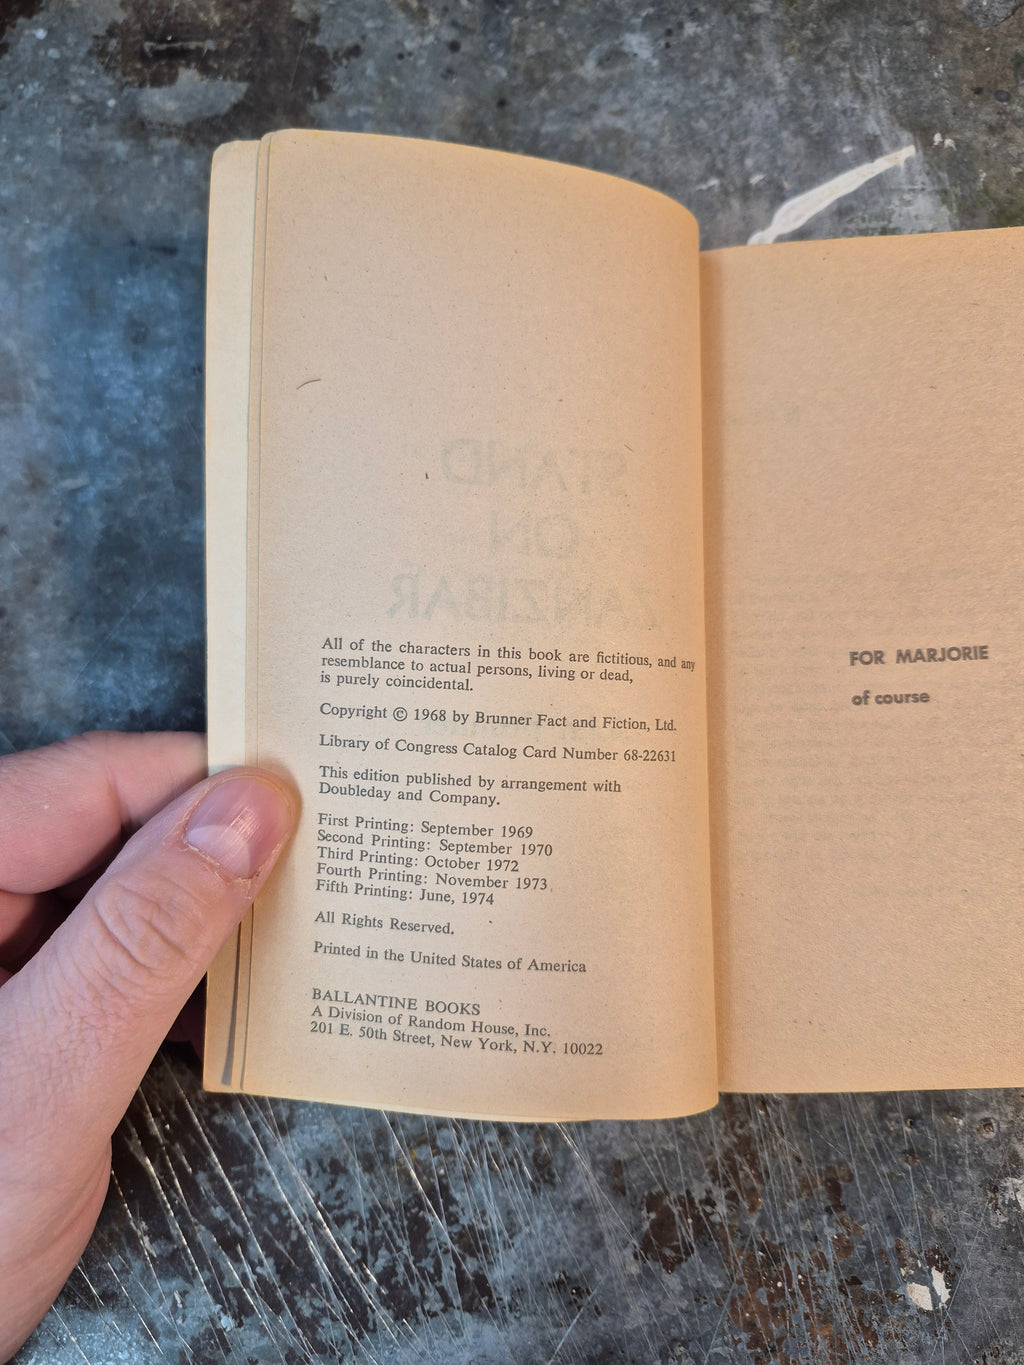 STAND
ON
ZANZIBAR
All of the characters in this book are fictitious, and any
resemblance to actual persons, living or dead,
is purely coincidental.
Copyright © 1968 by Brunner Fact and Fiction, Ltd.
Library of Congress Catalog Card Number 68-22631
This edition published by arrangement with
Doubleday and Company.
First Printing: September 1969
Second Printing: September 1970
Third Printing: October 1972
Fourth Printing: November 1973
Fifth Printing: June, 1974
All Rights Reserved.
Printed in the United States of America
BALLANTINE BOOKS
A Division of Random House, Inc.
201 E. 50th Street, New York, N.Y. 10022
FOR MARJORIE
of course